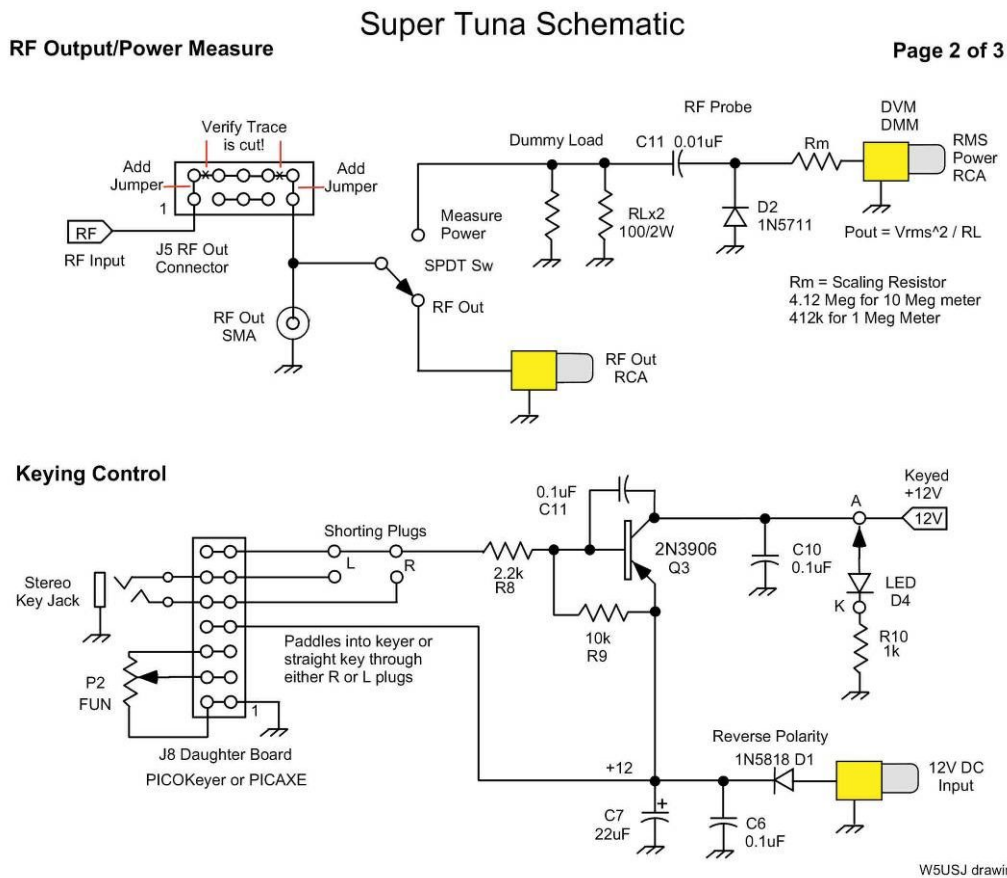 Super Tuna Schematic
RF Output/Power Measure
Page 2 of 3
Verify Trace
is cut!
Add
Jumper
Add
Jumper
1
RF
RF Input
J5 RF Out
Connector
RF Out
SMA
Measure
Power
SPDT Sw
RF Out
RF Out
RCA
Dummy Load
RLx2
100/2W
RF Probe
C11 0.01uF
D2
1N5711
Rm
DVM
DMM
RMS
Power
RCA
Pout = Vrms^2 / RL
Rm = Scaling Resistor
4.12 Meg for 10 Meg meter
412k for 1 Meg Meter
Keying Control
Stereo
Key Jack
P2
FUN
1
J8 Daughter Board
PICOKeyer or PICAXE
Shorting Plugs
L
R
Paddles into keyer or
straight key through
either R or L plugs
2.2k
R8
0.1uF
C11
10k
R9
2N3906
Q3
C10
0.1uF
A
Keyed
+12V
12V
LED
D4
K
R10
1k
+12
C7
22uF
+
C6
0.1uF
Reverse Polarity
1N5818 D1
12V DC
Input
W5USJ drawin